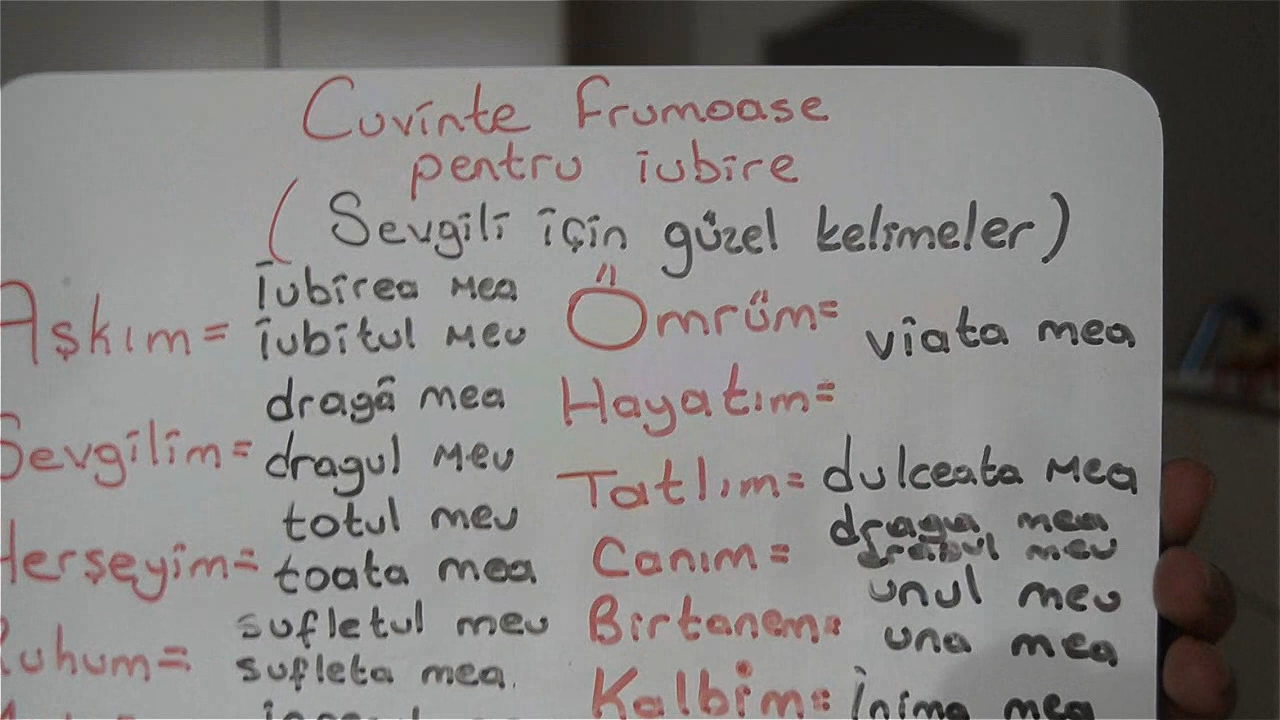 Cuvinte frumoase
pentru iubire
(Sevgili için güzel kelimeler)
Aşkım= iubirea mea
iubitul meu
Sevgilim= dragă mea
dragul meu
Herşeyim= totul meu
toata mea
Ruhum= sufletul meu
sufleta mea.
Ömrüm= viata mea
Hayatım=
Tatlım= dulceata mea
Canım= draga mea
meu
Birtanem= unul meu
una mea
Kalbim= inima mea